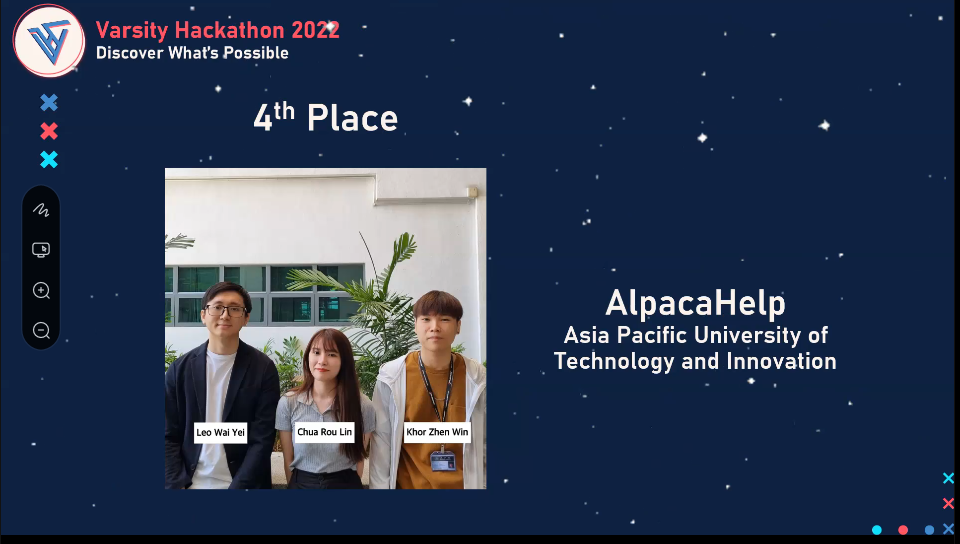 Varsity Hackathon 2022
Discover What's Possible
4th Place
Leo Wai Yei
Chua Rou Lin
Khor Zhen Win
AlpacaHelp
Asia Pacific University of
Technology and Innovation